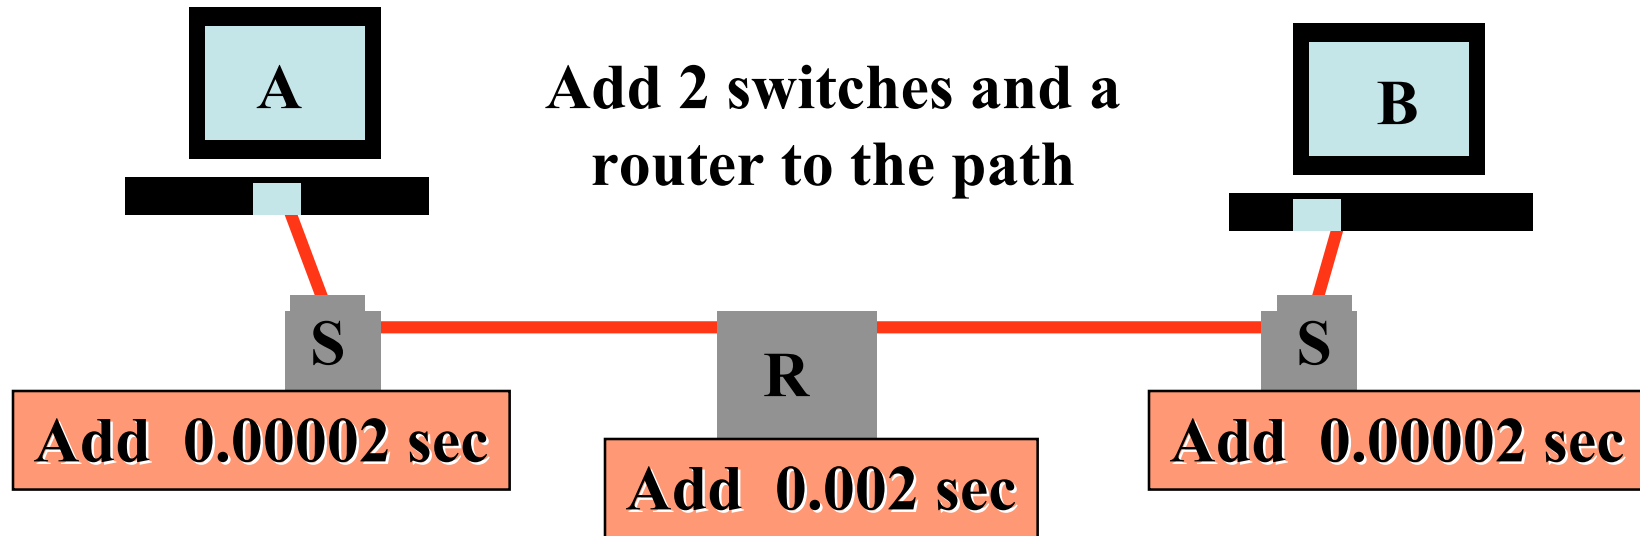 A
Add 2 switches and a
router to the path
B
S
R
S
Add 0.00002 sec
Add 0.002 sec
Add 0.00002 sec